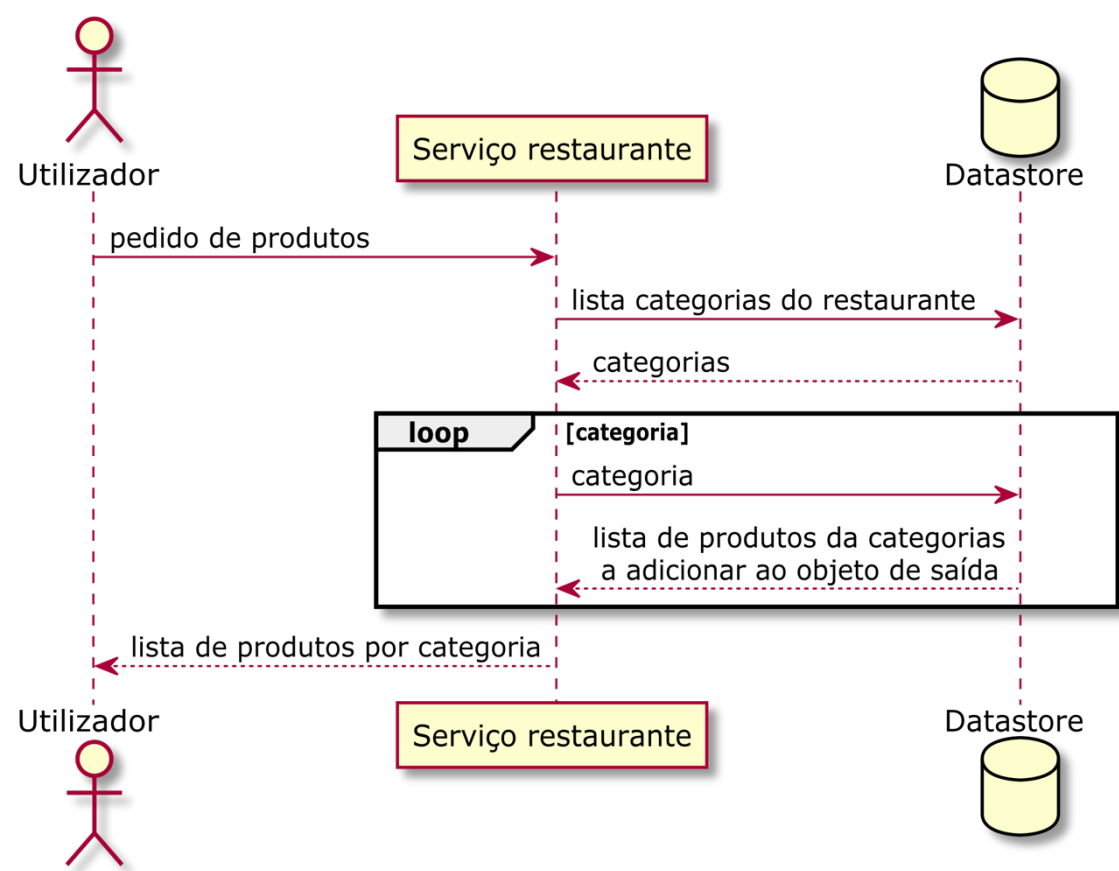 Utilizador
Serviço restaurante
Datastore
pedido de produtos
lista categorias do restaurante
categorias
loop
[categoria]
categoria
lista de produtos da categorias
a adicionar ao objeto de saída
lista de produtos por categoria
Utilizador
Serviço restaurante
Datastore